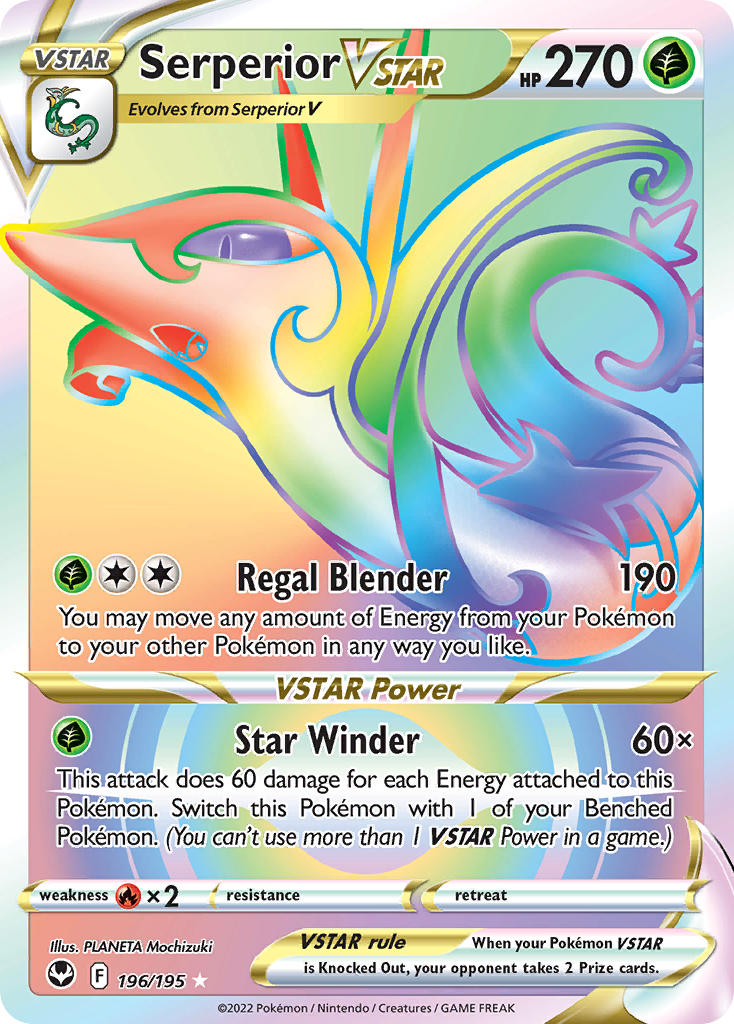 VSTAR
Serperior VSTAR
HP 270
Evolves from Serperior V
Regal Blender 190
You may move any amount of Energy from your Pokémon
to your other Pokémon in any way you like.
VSTAR Power
Star Winder 60×
This attack does 60 damage for each Energy attached to this
Pokémon. Switch this Pokémon with 1 of your Benched
Pokémon. (You can't use more than 1 VSTAR Power in a game.)
weakness ×2 resistance retreat
Illus. PLANETA Mochizuki
VSTAR rule When your Pokémon VSTAR
is Knocked Out, your opponent takes 2 Prize cards.
F 196/195
©2022 Pokémon / Nintendo / Creatures / GAME FREAK